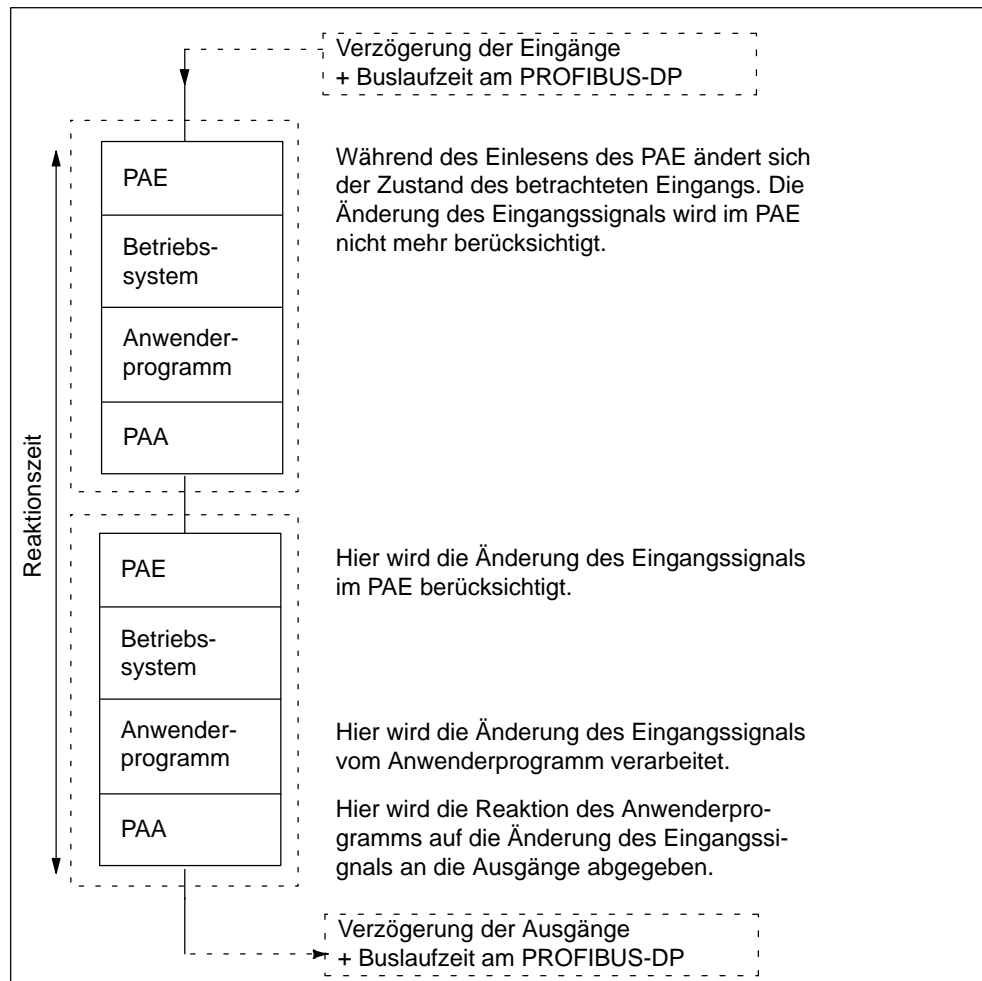 Verzögerung der Eingänge
+ Buslaufzeit am PROFIBUS-DP
PAE
Während des Einlesens des PAE ändert sich
der Zustand des betrachteten Eingangs. Die
Änderung des Eingangssignals wird im PAE
nicht mehr berücksichtigt.
Betriebs-
system
Anwender-
programm
PAA
Reaktionszeit
PAE
Hier wird die Änderung des Eingangssignals
im PAE berücksichtigt.
Betriebs-
system
Anwender-
programm
Hier wird die Änderung des Eingangssignals
vom Anwenderprogramm verarbeitet.
PAA
Hier wird die Reaktion des Anwenderpro-
gramms auf die Änderung des Eingangssi-
gnals an die Ausgänge abgegeben.
Verzögerung der Ausgänge
+ Buslaufzeit am PROFIBUS-DP